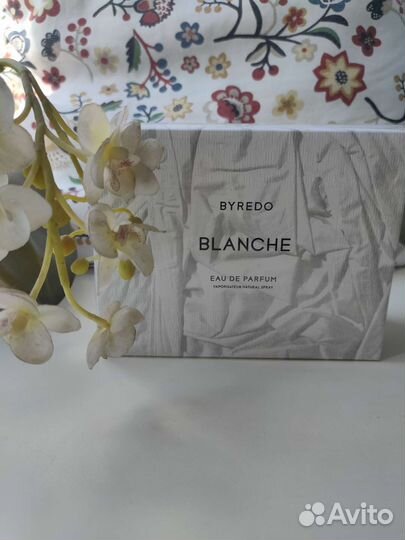 BYREDO
BLANCHE
EAU DE PARFUM
VAPORISATEUR NATURAL SPRAY
Avito